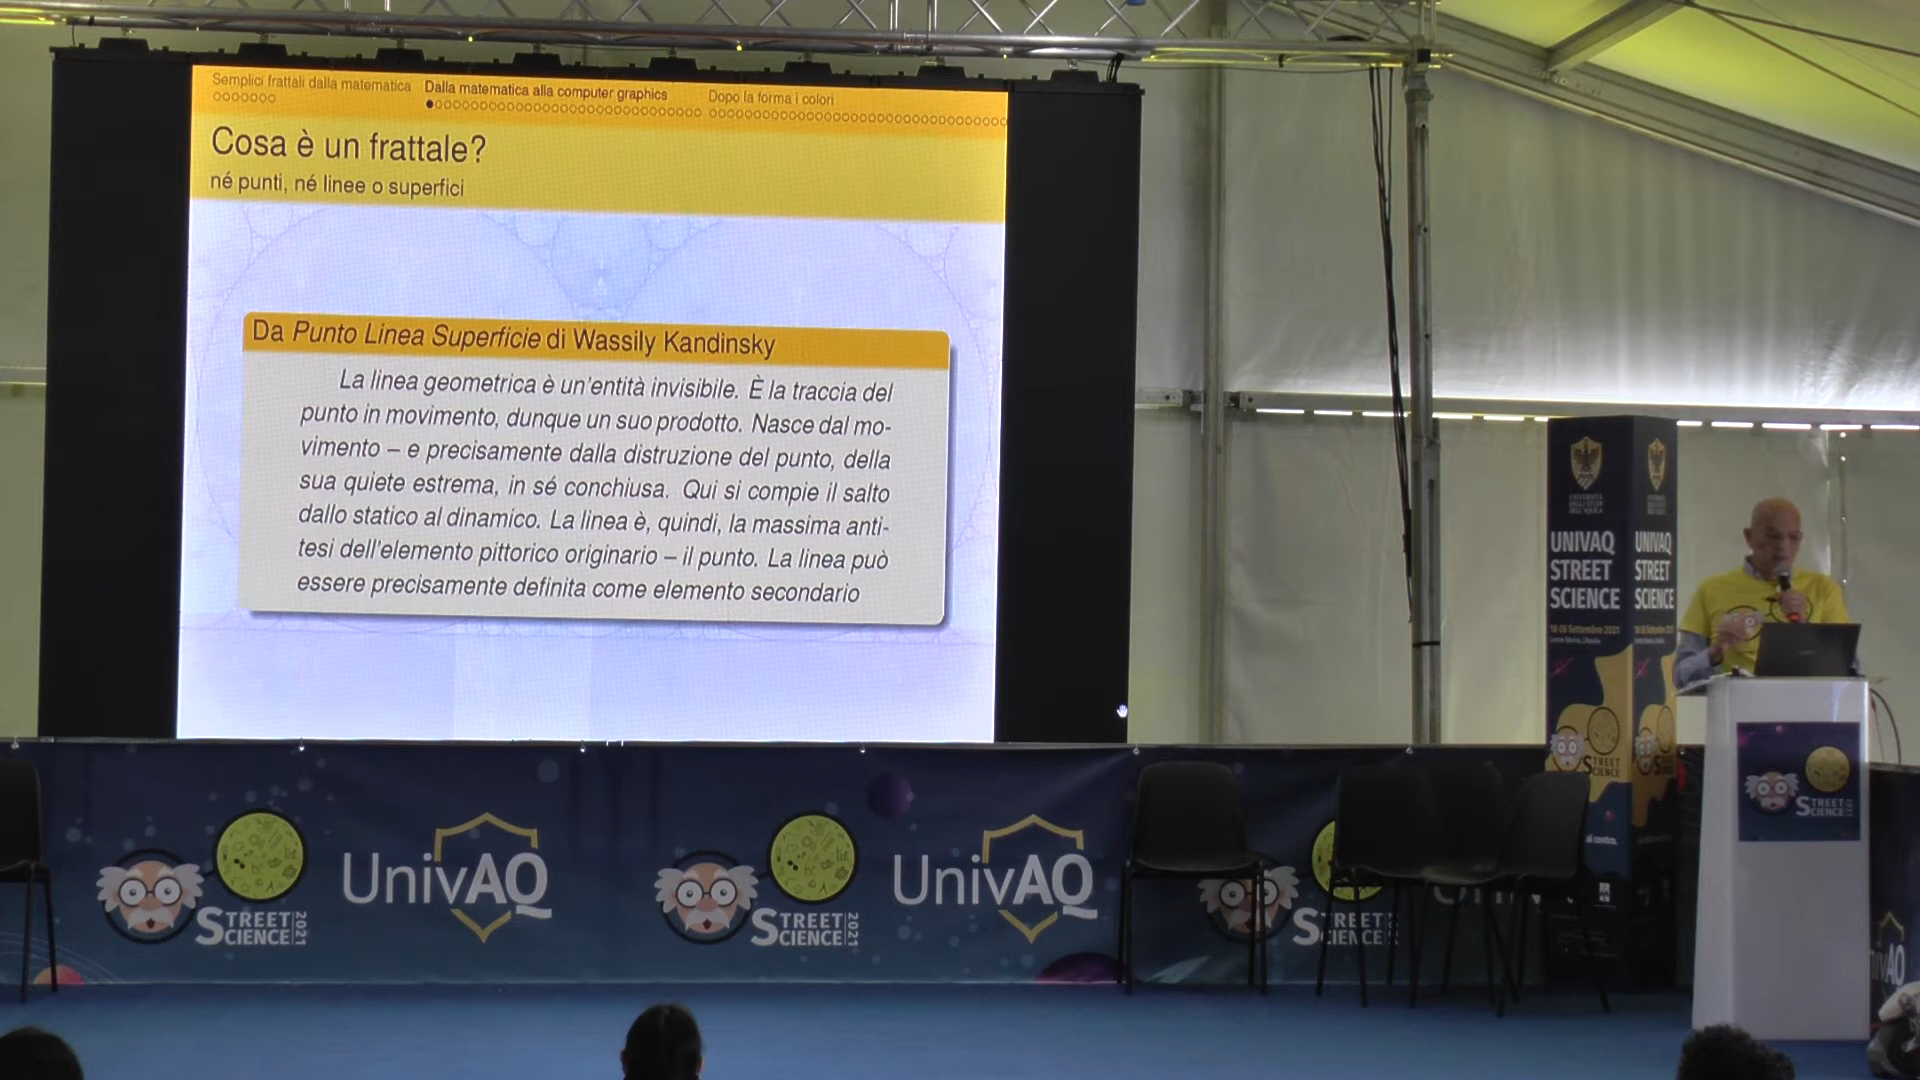 Semplici frattali dalla matematica
Dalla matematica alla computer graphics
Dopo la forma i colori
Cosa è un frattale?
né punti, né linee o superfici
Da Punto Linea Superficie di Wassily Kandinsky
La linea geometrica è un'entità invisibile. È la traccia del
punto in movimento, dunque un suo prodotto. Nasce dal mo-
vimento – e precisamente dalla distruzione del punto, della
sua quiete estrema, in sé conchiusa. Qui si compie il salto
dallo statico al dinamico. La linea è, quindi, la massima anti-
tesi dell'elemento pittorico originario – il punto. La linea può
essere precisamente definita come elemento secondario
UNIVAQ
STREET
SCIENCE
UNIVAQ
STREET
SCIENCE
STREET
SCIENCE
STREET
SCIENCE
STREET
SCIENCE 2021
UnivAQ
STREET
SCIENCE 2021
UnivAQ
STREET
SCIENCE